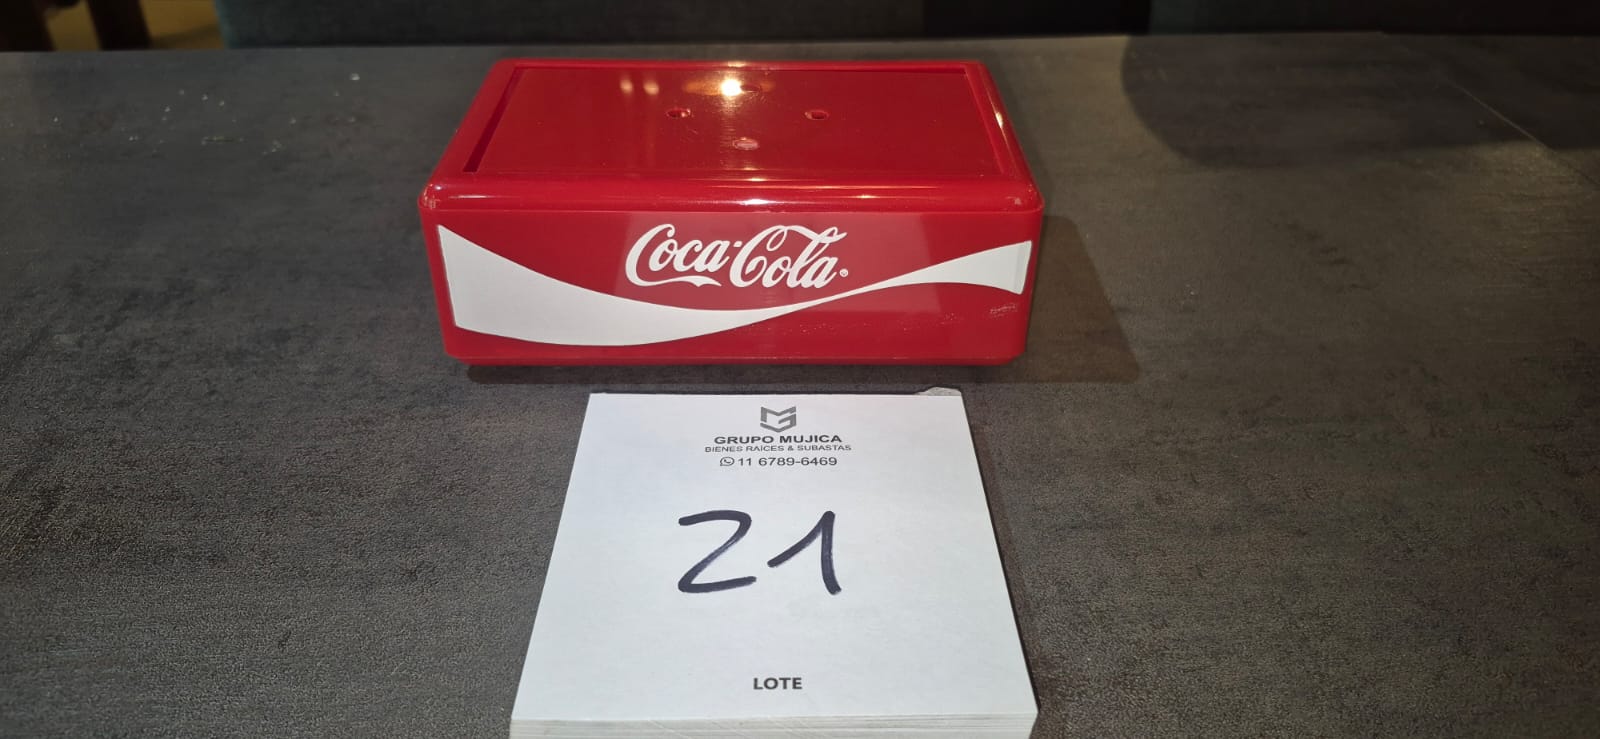 Coca-Cola®
GRUPO MUJICA
BIENES RAICES & SUBASTAS
11 6789-6469
21
LOTE